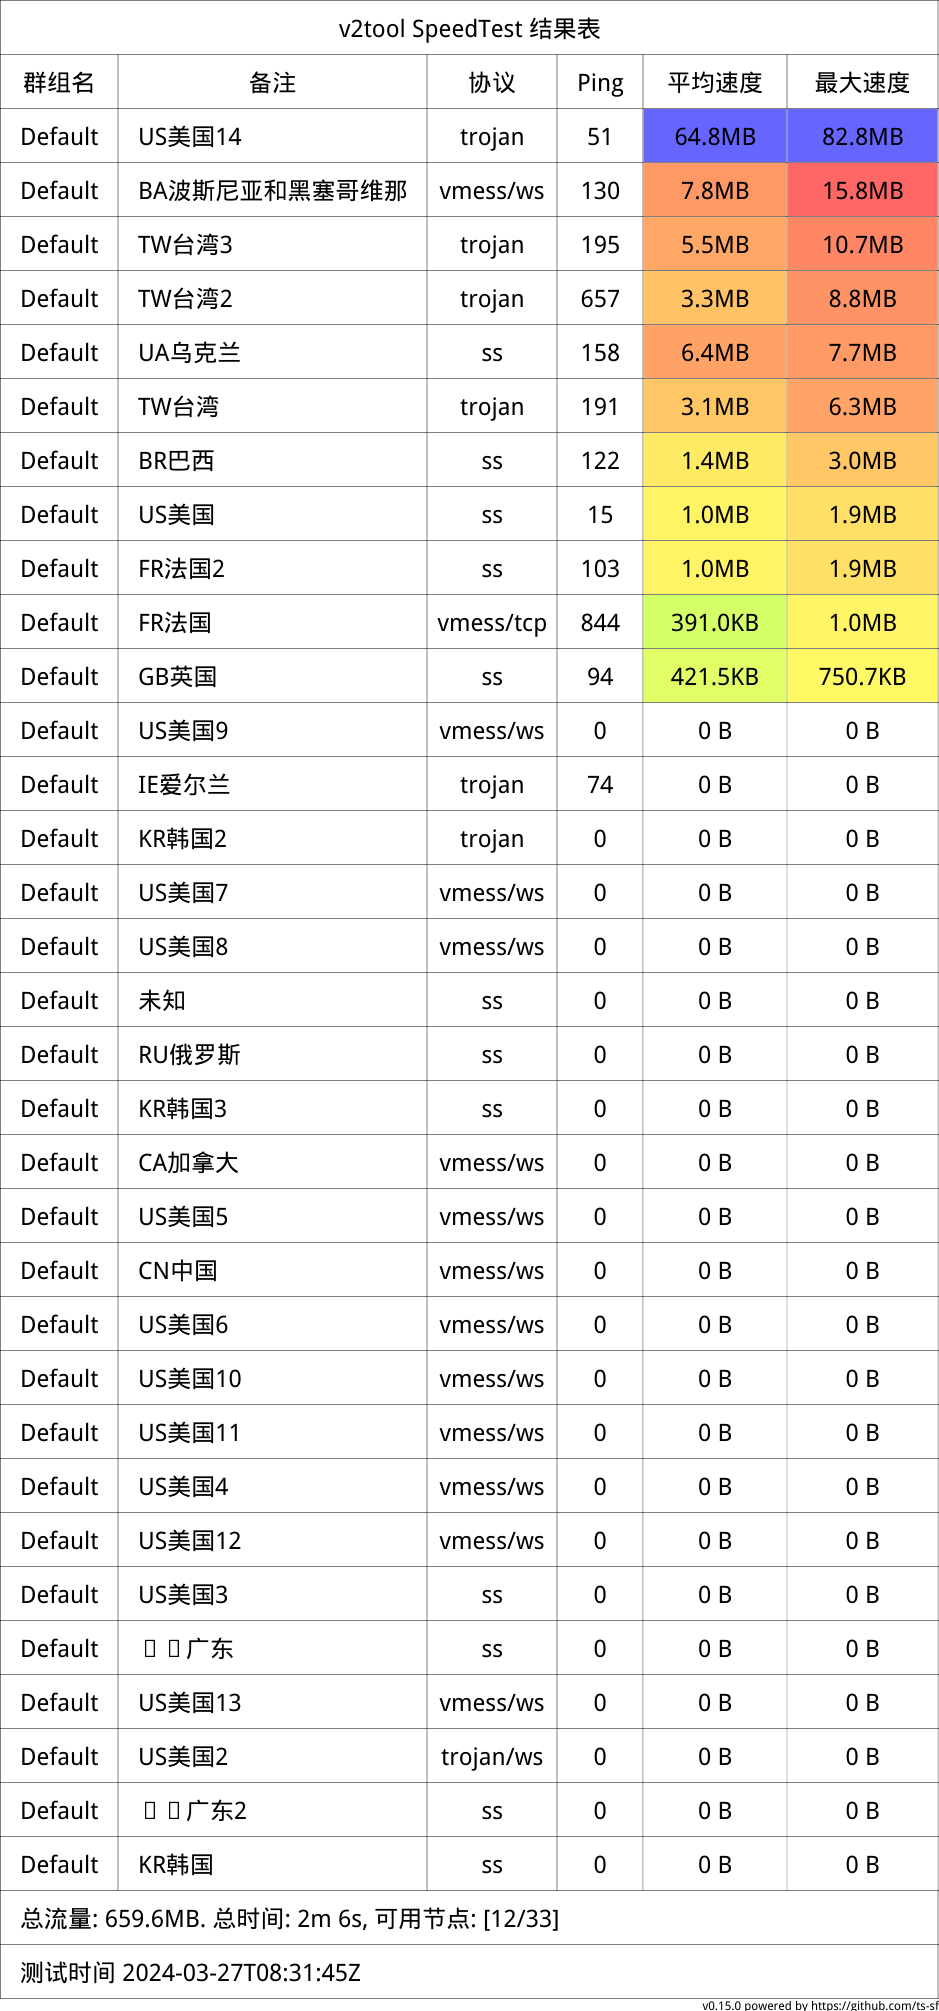 v2tool SpeedTest 结果表
群组名 备注 协议 Ping 平均速度 最大速度
Default US美国14 trojan 51 64.8MB 82.8MB
Default BA波斯尼亚和黑塞哥维那 vmess/ws 130 7.8MB 15.8MB
Default TW台湾3 trojan 195 5.5MB 10.7MB
Default TW台湾2 trojan 657 3.3MB 8.8MB
Default UA乌克兰 ss 158 6.4MB 7.7MB
Default TW台湾 trojan 191 3.1MB 6.3MB
Default BR巴西 ss 122 1.4MB 3.0MB
Default US美国 ss 15 1.0MB 1.9MB
Default FR法国2 ss 103 1.0MB 1.9MB
Default FR法国 vmess/tcp 844 391.0KB 1.0MB
Default GB英国 ss 94 421.5KB 750.7KB
Default US美国9 vmess/ws 0 0 B 0 B
Default IE爱尔兰 trojan 74 0 B 0 B
Default KR韩国2 trojan 0 0 B 0 B
Default US美国7 vmess/ws 0 0 B 0 B
Default US美国8 vmess/ws 0 0 B 0 B
Default 未知 ss 0 0 B 0 B
Default RU俄罗斯 ss 0 0 B 0 B
Default KR韩国3 ss 0 0 B 0 B
Default CA加拿大 vmess/ws 0 0 B 0 B
Default US美国5 vmess/ws 0 0 B 0 B
Default CN中国 vmess/ws 0 0 B 0 B
Default US美国6 vmess/ws 0 0 B 0 B
Default US美国10 vmess/ws 0 0 B 0 B
Default US美国11 vmess/ws 0 0 B 0 B
Default US美国4 vmess/ws 0 0 B 0 B
Default US美国12 vmess/ws 0 0 B 0 B
Default US美国3 ss 0 0 B 0 B
Default 广东 ss 0 0 B 0 B
Default US美国13 vmess/ws 0 0 B 0 B
Default US美国2 trojan/ws 0 0 B 0 B
Default 广东2 ss 0 0 B 0 B
Default KR韩国 ss 0 0 B 0 B
总流量: 659.6MB. 总时间: 2m 6s, 可用节点: [12/33]
测试时间 2024-03-27T08:31:45Z
v0.15.0 powered by https://github.com/ts-sf